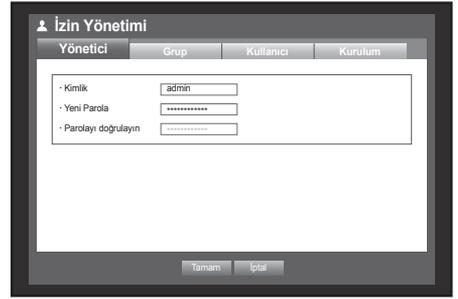 İzin Yönetimi
Yönetici Grup Kullanıcı Kurulum
· Kimlik admin
· Yeni Parola ************
· Parolayı doğrulayın ************
Tamam İptal